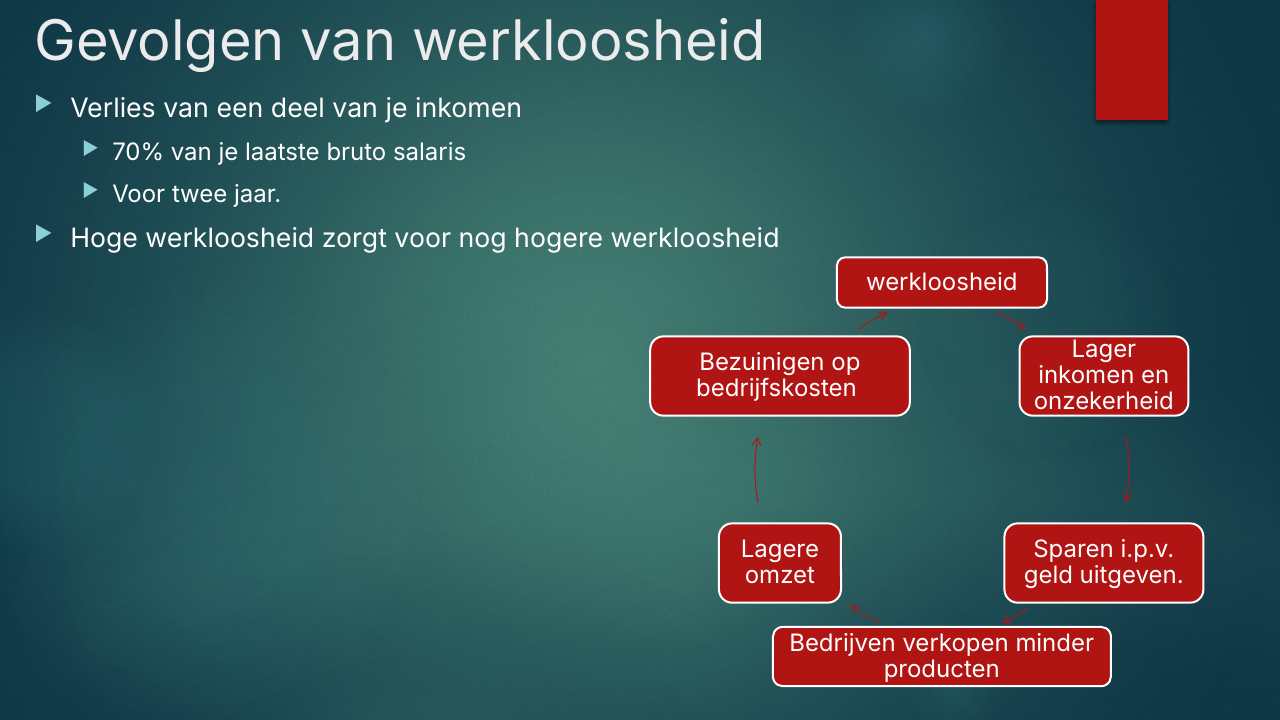 Gevolgen van werkloosheid
Verlies van een deel van je inkomen
70% van je laatste bruto salaris
Voor twee jaar.
Hoge werkloosheid zorgt voor nog hogere werkloosheid
werkloosheid
Lager
inkomen en
onzekerheid
Sparen i.p.v.
geld uitgeven.
Bedrijven verkopen minder
producten
Lagere
omzet
Bezuinigen op
bedrijfskosten